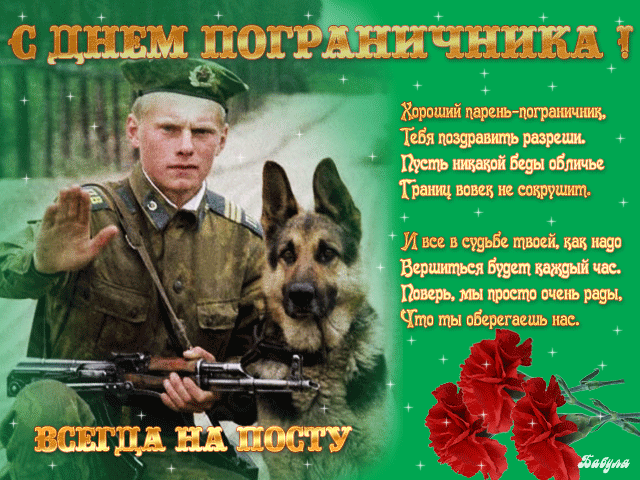 С ДНЕМ ПОГРАНИЧНИКА !
Хороший парень-пограничник,
Тебя поздравить разреши.
Пусть никакой беды обличье
Границ вовек не сокрушит.
И все в судьбе твоей, как надо
Вершиться будет каждый час.
Поверь, мы просто очень рады,
Что ты оберегаешь нас.
ВСЕГДА НА ПОСТУ
Бабуля